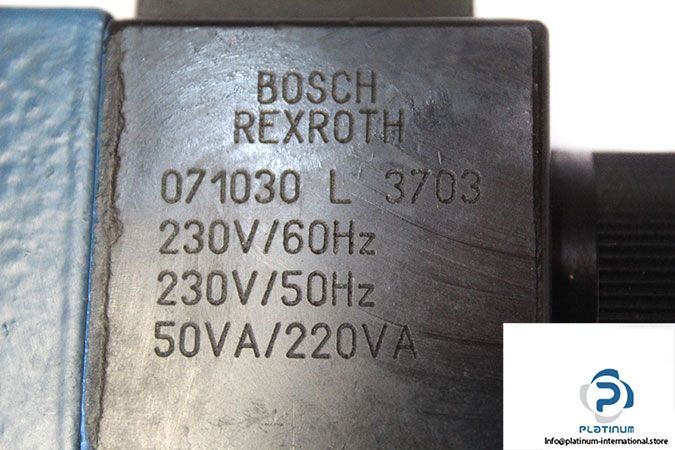 BOSCH
REXROTH
071030 L 3703
230V/60Hz
230V/50Hz
50VA/220VA
PLATINUM
Info@platinum-international.store